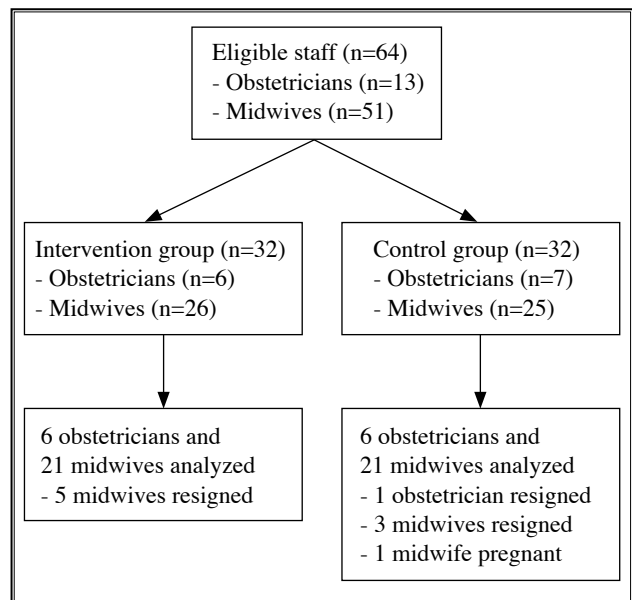 Eligible staff (n=64)
- Obstetricians (n=13)
- Midwives (n=51)
Intervention group (n=32)
- Obstetricians (n=6)
- Midwives (n=26)
Control group (n=32)
- Obstetricians (n=7)
- Midwives (n=25)
6 obstetricians and
21 midwives analyzed
- 5 midwives resigned
6 obstetricians and
21 midwives analyzed
- 1 obstetrician resigned
- 3 midwives resigned
- 1 midwife pregnant